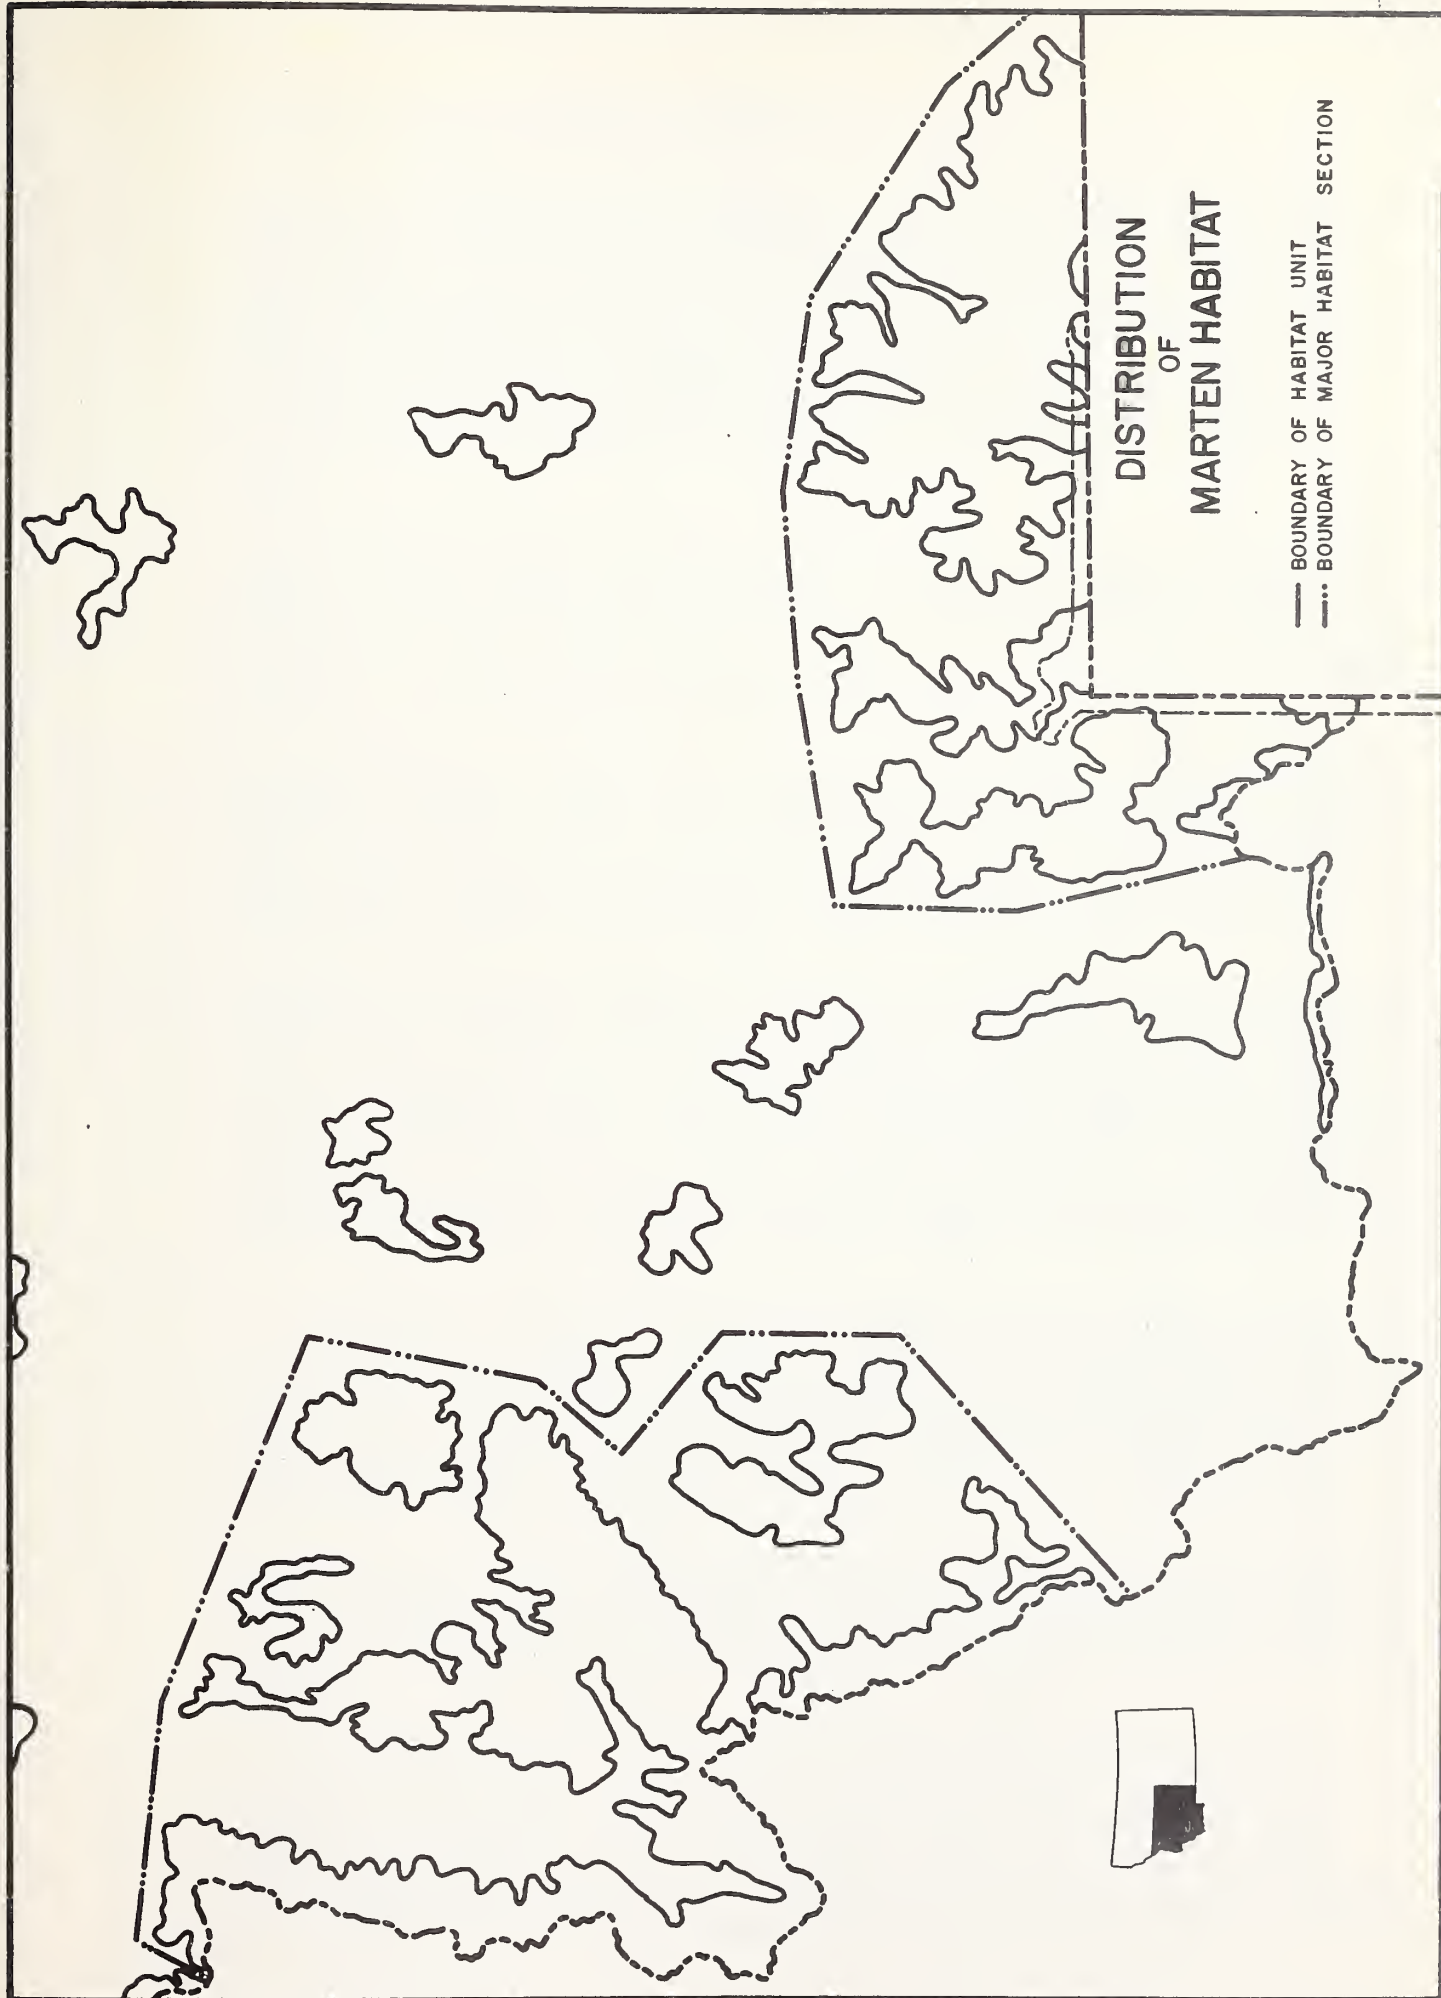 DISTRIBUTION
OF
MARTEN HABITAT
BOUNDARY OF HABITAT UNIT
BOUNDARY OF MAJOR HABITAT SECTION